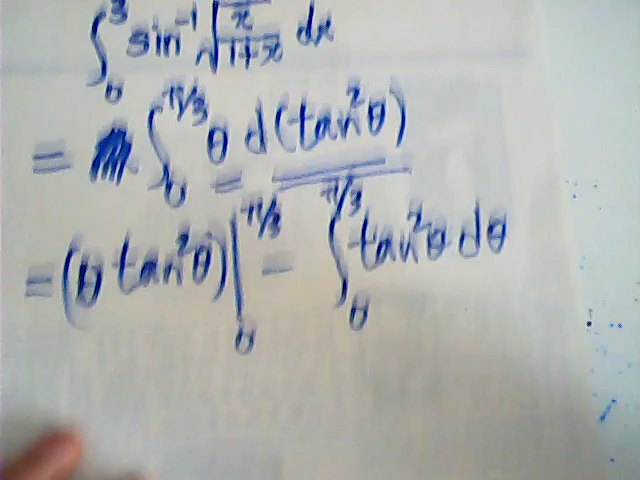 ∫₀³ sin⁻¹ √(x/(1+x)) dx
= ∫₀^(π/3) θ d(tan²θ)
= (θ tan²θ)|₀^(π/3) − ∫₀^(π/3) tan²θ dθ